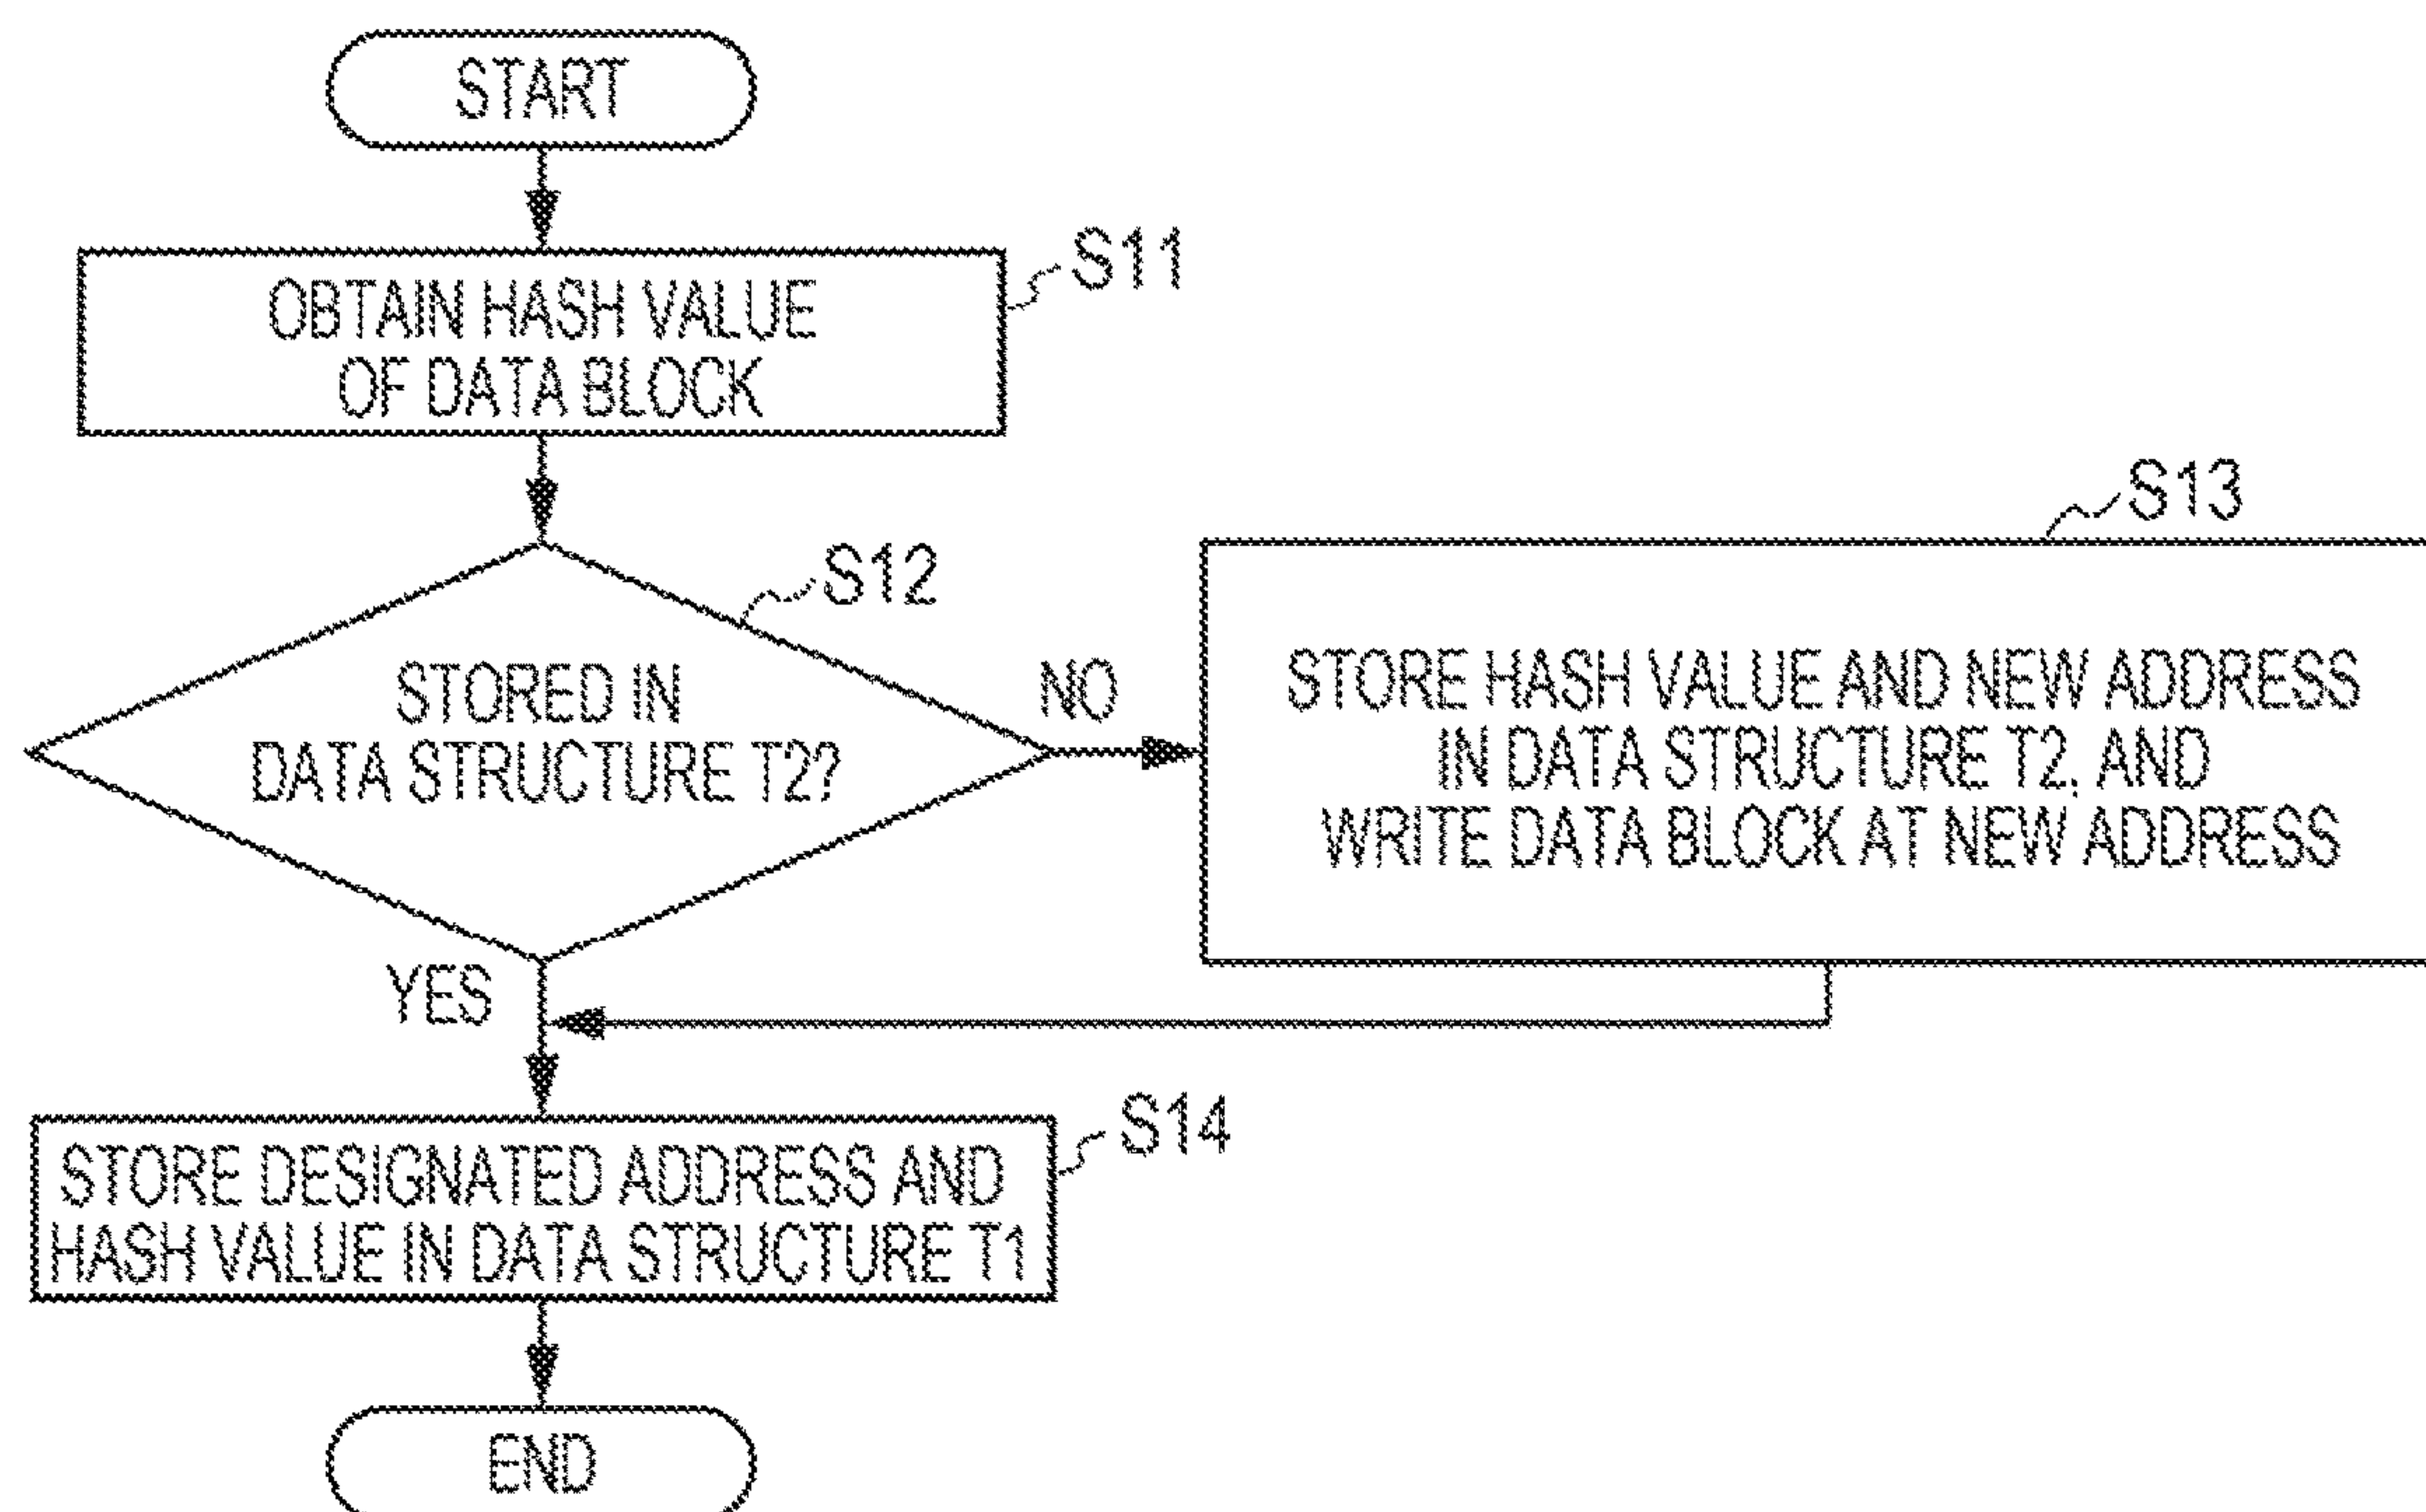 START
S11
OBTAIN HASH VALUE
OF DATA BLOCK
S12
STORED IN
DATA STRUCTURE T2?
NO
S13
STORE HASH VALUE AND NEW ADDRESS
IN DATA STRUCTURE T2, AND
WRITE DATA BLOCK AT NEW ADDRESS
YES
S14
STORE DESIGNATED ADDRESS AND
HASH VALUE IN DATA STRUCTURE T1
END